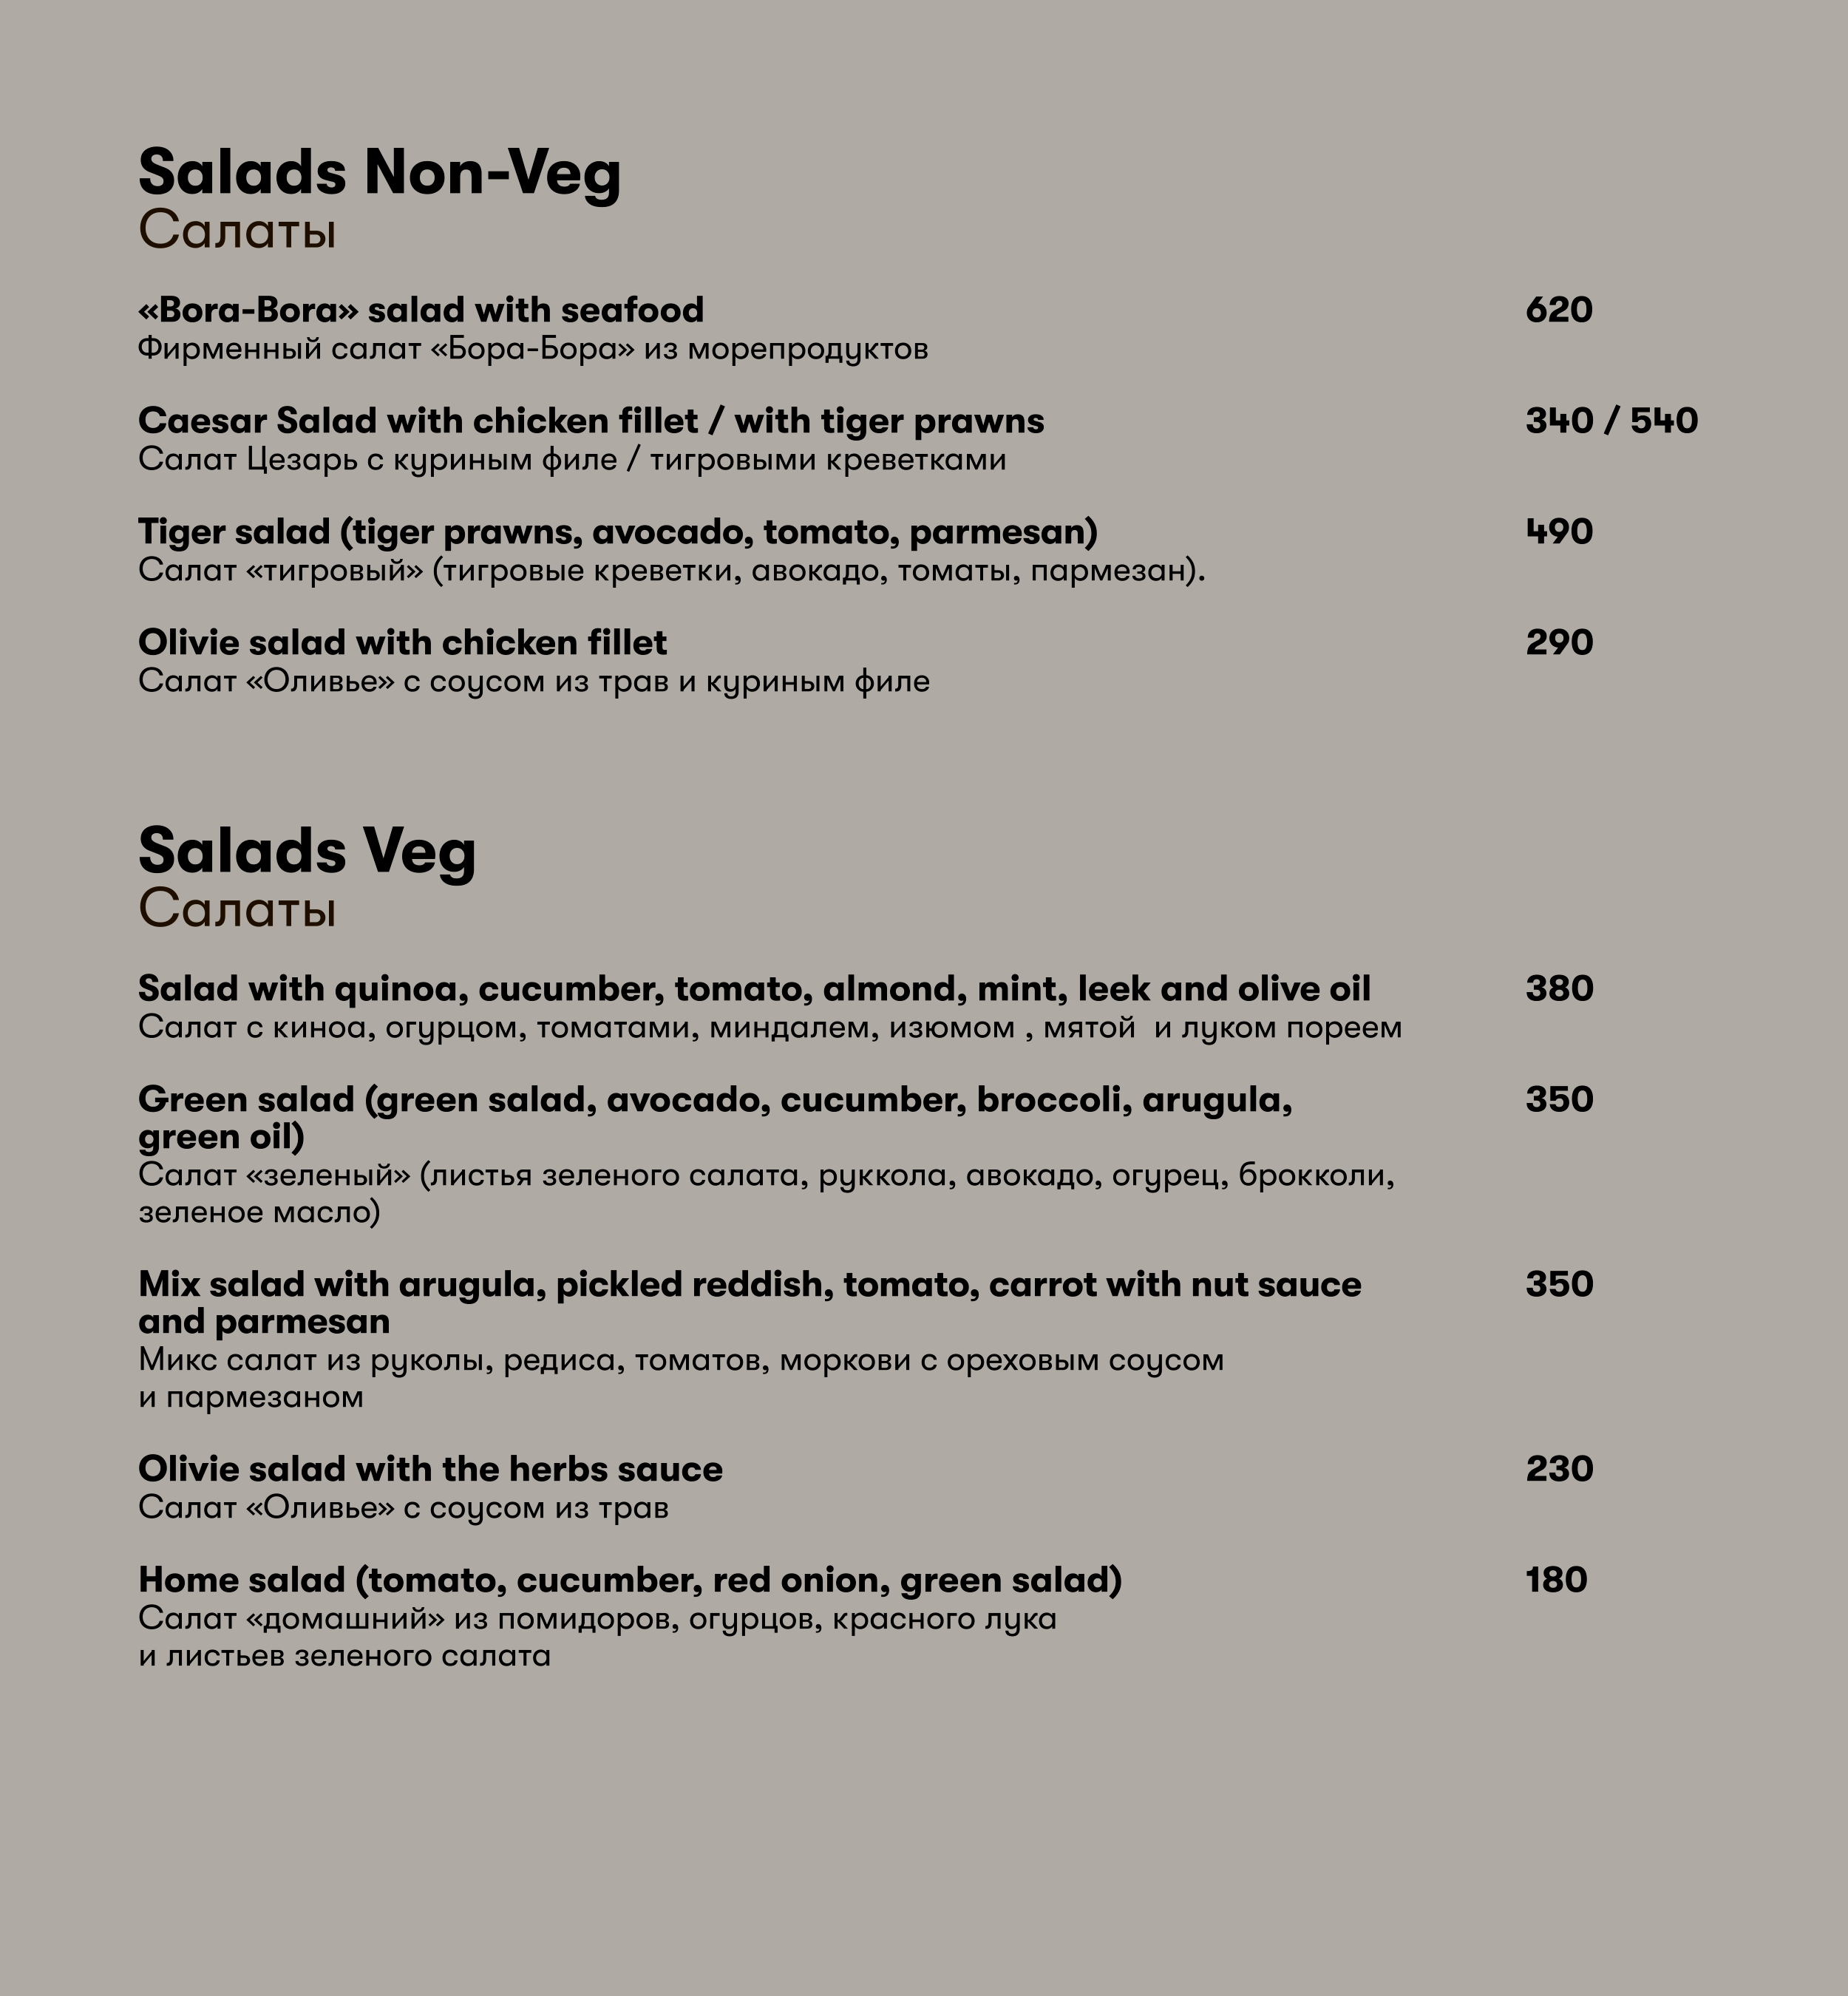 Salads Non-Veg
Салаты
«Bora-Bora» salad with seafood 620
Фирменный салат «Бора-Бора» из морепродуктов
Caesar Salad with chicken fillet / with tiger prawns 340 / 540
Салат Цезарь с куриным филе / тигровыми креветками
Tiger salad (tiger prawns, avocado, tomato, parmesan) 490
Салат «тигровый» (тигровые креветки, авокадо, томаты, пармезан).
Olivie salad with chicken fillet 290
Салат «Оливье» с соусом из трав и куриным филе
Salads Veg
Салаты
Salad with quinoa, cucumber, tomato, almond, mint, leek and olive oil 380
Салат с киноа, огурцом, томатами, миндалем, изюмом , мятой  и луком пореем
Green salad (green salad, avocado, cucumber, broccoli, arugula, 350
green oil)
Салат «зеленый» (листья зеленого салата, руккола, авокадо, огурец, брокколи,
зеленое масло)
Mix salad with arugula, pickled reddish, tomato, carrot with nut sauce 350
and parmesan
Микс салат из руколы, редиса, томатов, моркови с ореховым соусом
и пармезаном
Olivie salad with the herbs sauce 230
Салат «Оливье» с соусом из трав
Home salad (tomato, cucumber, red onion, green salad) 180
Салат «домашний» из помидоров, огурцов, красного лука
и листьев зеленого салата